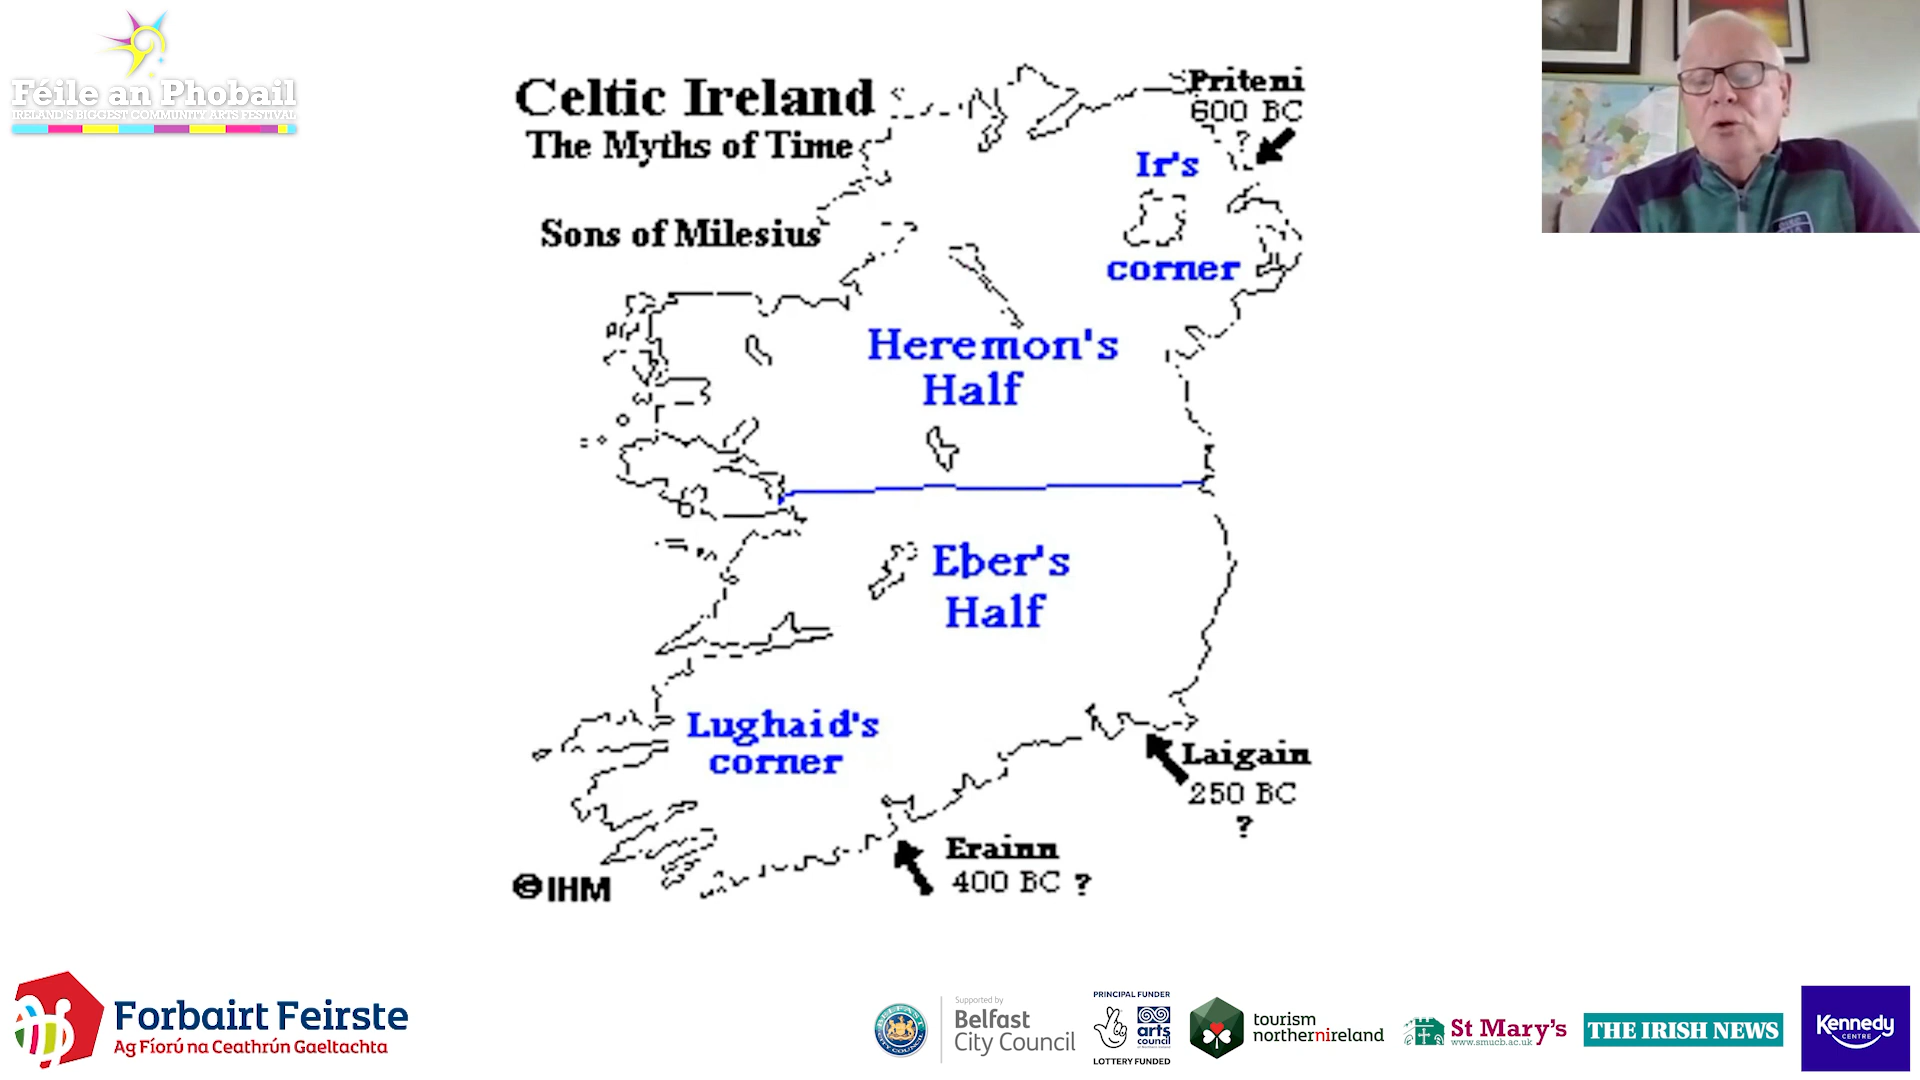 Féile an Phobail
IRELAND'S BIGGEST COMMUNITY ARTS FESTIVAL
Celtic Ireland
The Myths of Time
Sons of Milesius
Priteni
600 BC
?
Ir's
corner
Heremon's
Half
Eber's
Half
Lughaid's
corner
Laigain
250 BC
?
Erainn
400 BC ?
©IHM
Forbairt Feirste
Ag Fíorú na Ceathrún Gaeltachta
BELFAST
CITY COUNCIL
Supported by
Belfast
City Council
PRINCIPAL FUNDER
arts
council
LOTTERY FUNDED
tourism
northernireland
St Mary's
www.smucb.ac.uk
THE IRISH NEWS
Kennedy
CENTRE